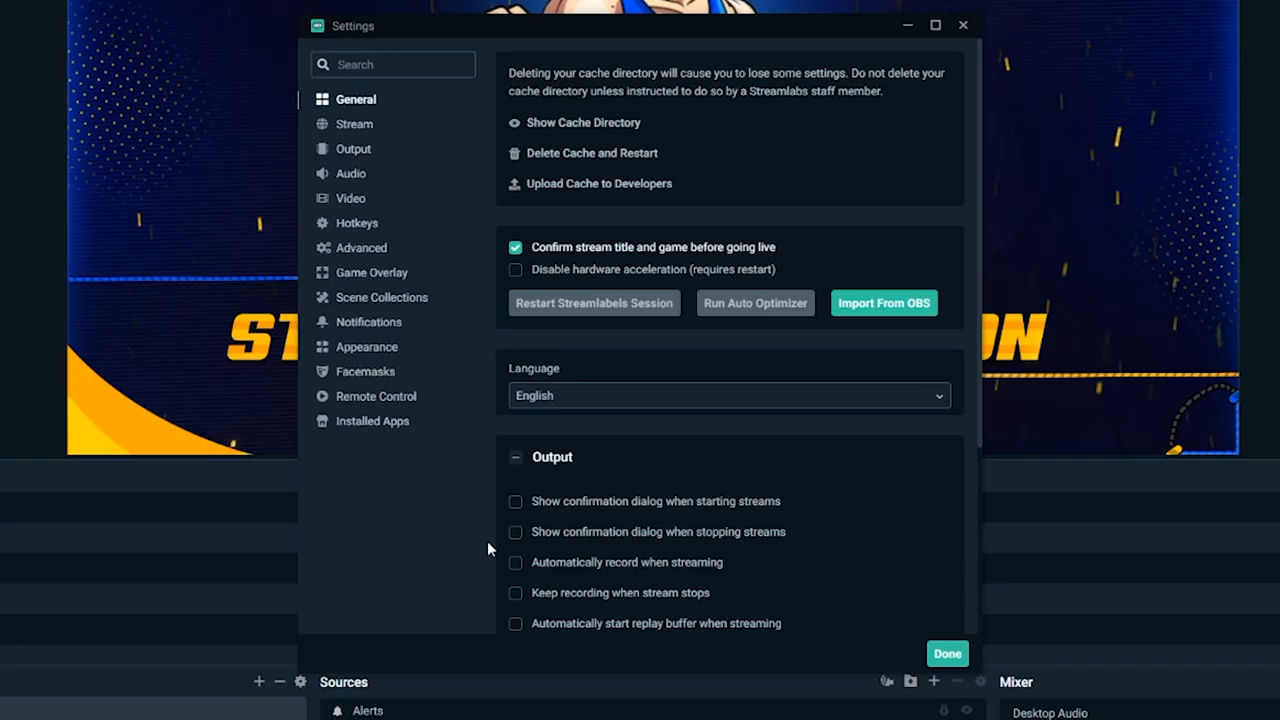 Settings
Search
General
Stream
Output
Audio
Video
Hotkeys
Advanced
Game Overlay
Scene Collections
Notifications
Appearance
Facemasks
Remote Control
Installed Apps
Deleting your cache directory will cause you to lose some settings. Do not delete your
cache directory unless instructed to do so by a Streamlabs staff member.
Show Cache Directory
Delete Cache and Restart
Upload Cache to Developers
Confirm stream title and game before going live
Disable hardware acceleration (requires restart)
Restart Streamlabels Session
Run Auto Optimizer
Import From OBS
Language
English
Output
Show confirmation dialog when starting streams
Show confirmation dialog when stopping streams
Automatically record when streaming
Keep recording when stream stops
Automatically start replay buffer when streaming
Done
ST
ON
Sources
Mixer
Alerts
Desktop Audio